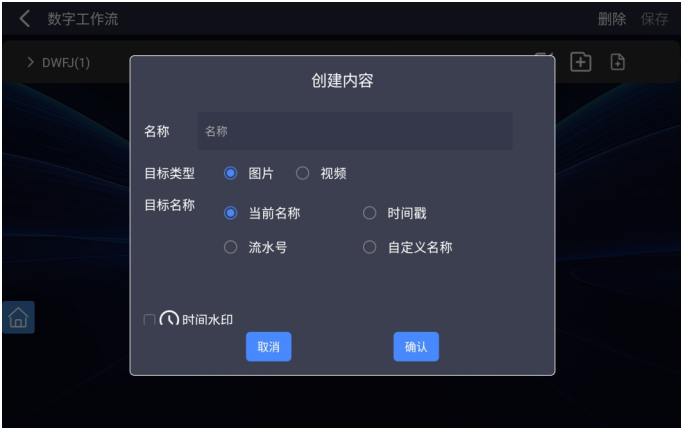 数字工作流 删除 保存
DWFJ(1)
创建内容
名称 名称
目标类型 图片 视频
目标名称 当前名称 时间戳
流水号 自定义名称
时间水印
取消 确认